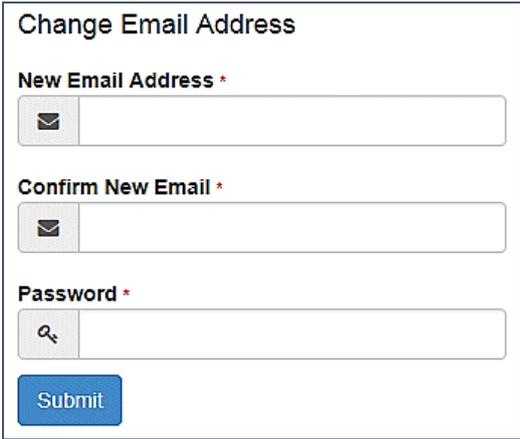 Change Email Address
New Email Address *
Confirm New Email *
Password *
Submit